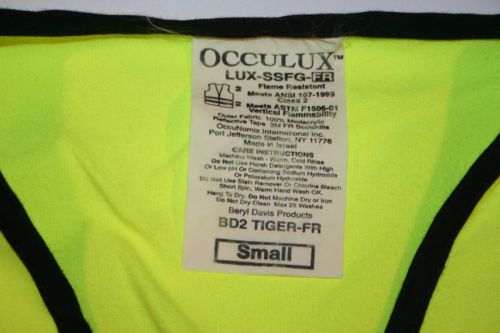 OCCULUX™
LUX-SSFG-FR
Flame Resistant
2 Meets ANSI 107-1999
Class 2
2 Meets ASTM F1506-01
Vertical Flammability
Outer Fabric 100% Modacrylic
Reflective Tape 3M FR Scotchlite
OccuNomix International Inc.
Port Jefferson Station, NY 11776
Made in Israel
CARE INSTRUCTIONS
Machine Wash - Warm, Cold Rinse
Do Not Use Harsh Detergents With High
or Low pH Or Containing Sodium Hydroxide
Or Potassium Hydroxide
Do Not Use Stain Remover Or Chlorine Bleach
Short Spin, Warm Hand Wash OK.
Hang To Dry. Do Not Machine Dry or Iron
Do Not Dry Clean. Max 25 Washes
Beryl Davis Products
BD2 TIGER-FR
Small